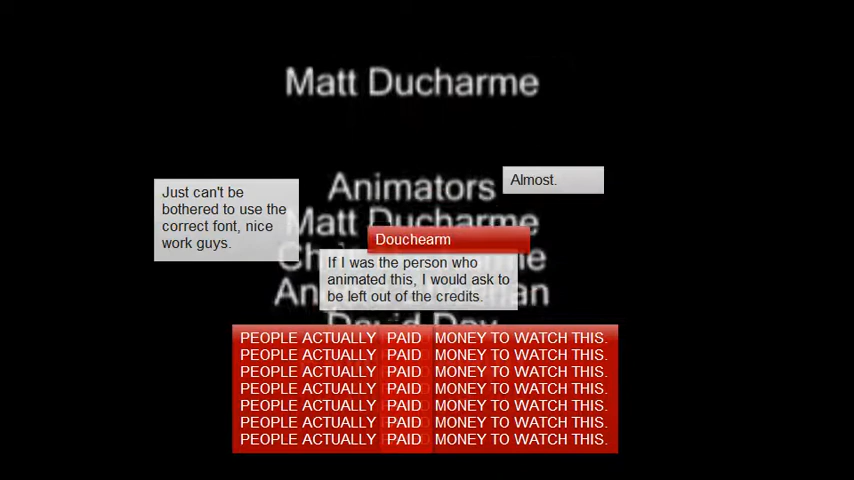 Matt Ducharme
Animators
Almost.
Just can't be
bothered to use the
correct font, nice
work guys.
Matt Ducharme
Douchearm
If I was the person who
animated this, I would ask to
be left out of the credits.
David Day
PEOPLE ACTUALLY PAID MONEY TO WATCH THIS.
PEOPLE ACTUALLY PAID MONEY TO WATCH THIS.
PEOPLE ACTUALLY PAID MONEY TO WATCH THIS.
PEOPLE ACTUALLY PAID MONEY TO WATCH THIS.
PEOPLE ACTUALLY PAID MONEY TO WATCH THIS.
PEOPLE ACTUALLY PAID MONEY TO WATCH THIS.
PEOPLE ACTUALLY PAID MONEY TO WATCH THIS.